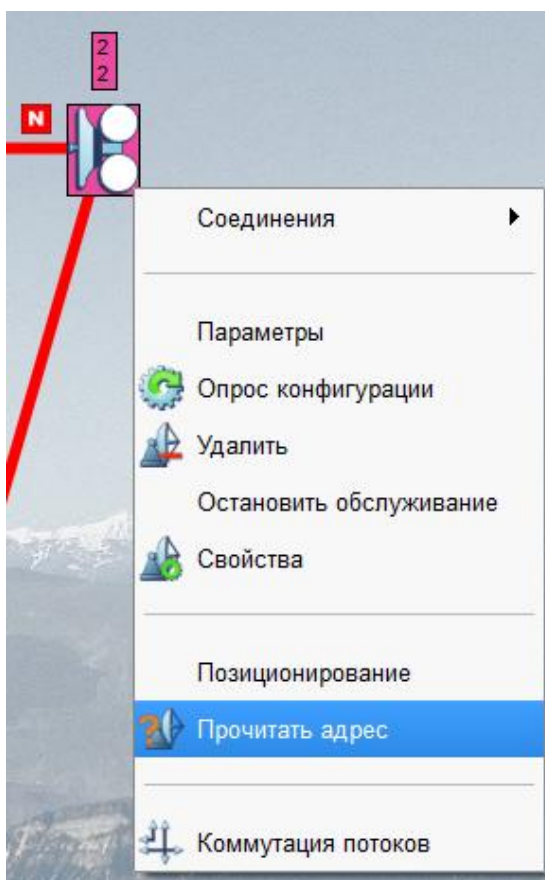 2
2
N
Соединения
Параметры
Опрос конфигурации
Удалить
Остановить обслуживание
Свойства
Позиционирование
Прочитать адрес
Коммутация потоков